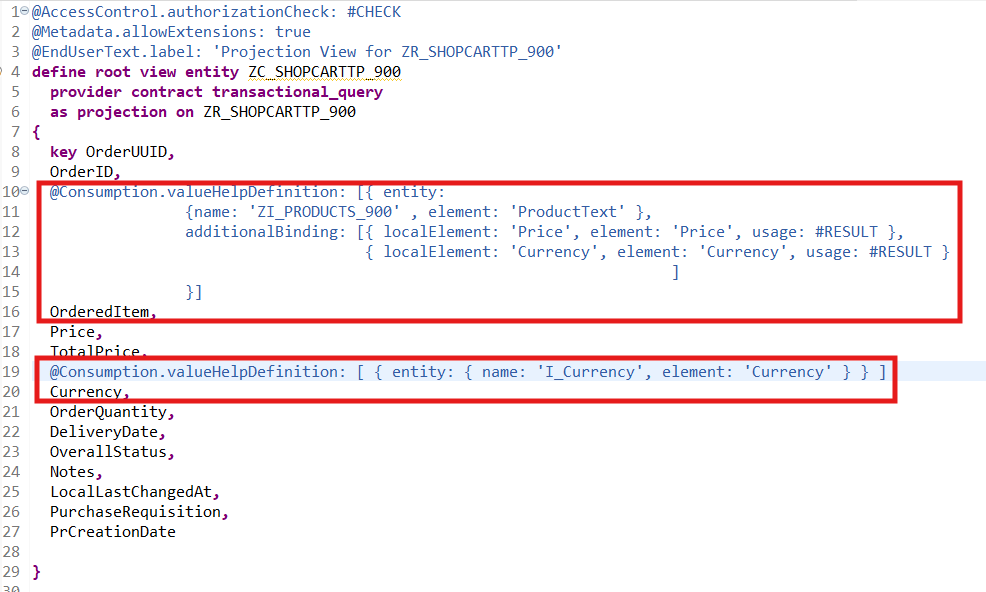 1 @AccessControl.authorizationCheck: #CHECK
2 @Metadata.allowExtensions: true
3 @EndUserText.label: 'Projection View for ZR_SHOPCARTTP_900'
4 define root view entity ZC_SHOPCARTTP_900
5 provider contract transactional_query
6 as projection on ZR_SHOPCARTTP_900
7 {
8 key OrderUUID,
9 OrderID,
10 @Consumption.valueHelpDefinition: [{ entity:
11 {name: 'ZI_PRODUCTS_900' , element: 'ProductText' },
12 additionalBinding: [{ localElement: 'Price', element: 'Price', usage: #RESULT },
13 { localElement: 'Currency', element: 'Currency', usage: #RESULT }
14 ]
15 }]
16 OrderedItem,
17 Price,
18 TotalPrice,
19 @Consumption.valueHelpDefinition: [ { entity: { name: 'I_Currency', element: 'Currency' } } ]
20 Currency,
21 OrderQuantity,
22 DeliveryDate,
23 OverallStatus,
24 Notes,
25 LocalLastChangedAt,
26 PurchaseRequisition,
27 PrCreationDate
28
29 }
30